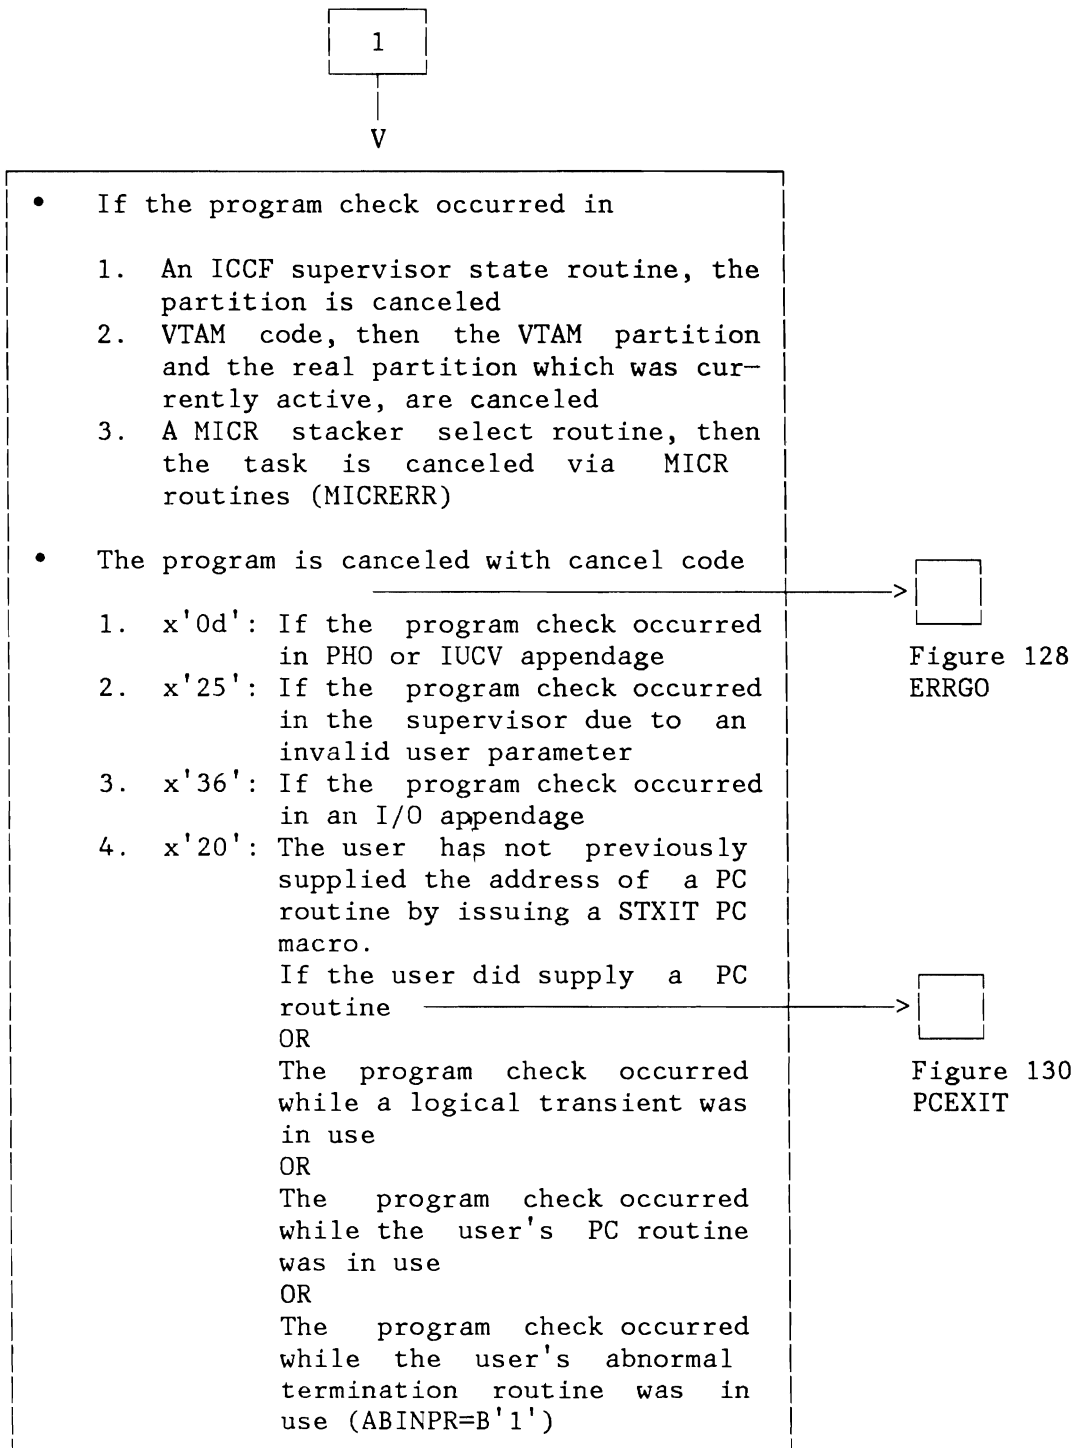 1
V
• If the program check occurred in
1. An ICCF supervisor state routine, the
partition is canceled
2. VTAM code, then the VTAM partition
and the real partition which was cur-
rently active, are canceled
3. A MICR stacker select routine, then
the task is canceled via MICR
routines (MICRERR)
• The program is canceled with cancel code
1. x'0d': If the program check occurred
in PHO or IUCV appendage
Figure 128
ERRGO
2. x'25': If the program check occurred
in the supervisor due to an
invalid user parameter
3. x'36': If the program check occurred
in an I/O appendage
4. x'20': The user has not previously
supplied the address of a PC
routine by issuing a STXIT PC
macro.
If the user did supply a PC
routine
OR
Figure 130
PCEXIT
The program check occurred
while a logical transient was
in use
OR
The program check occurred
while the user's PC routine
was in use
OR
The program check occurred
while the user's abnormal
termination routine was in
use (ABINPR=B'1')